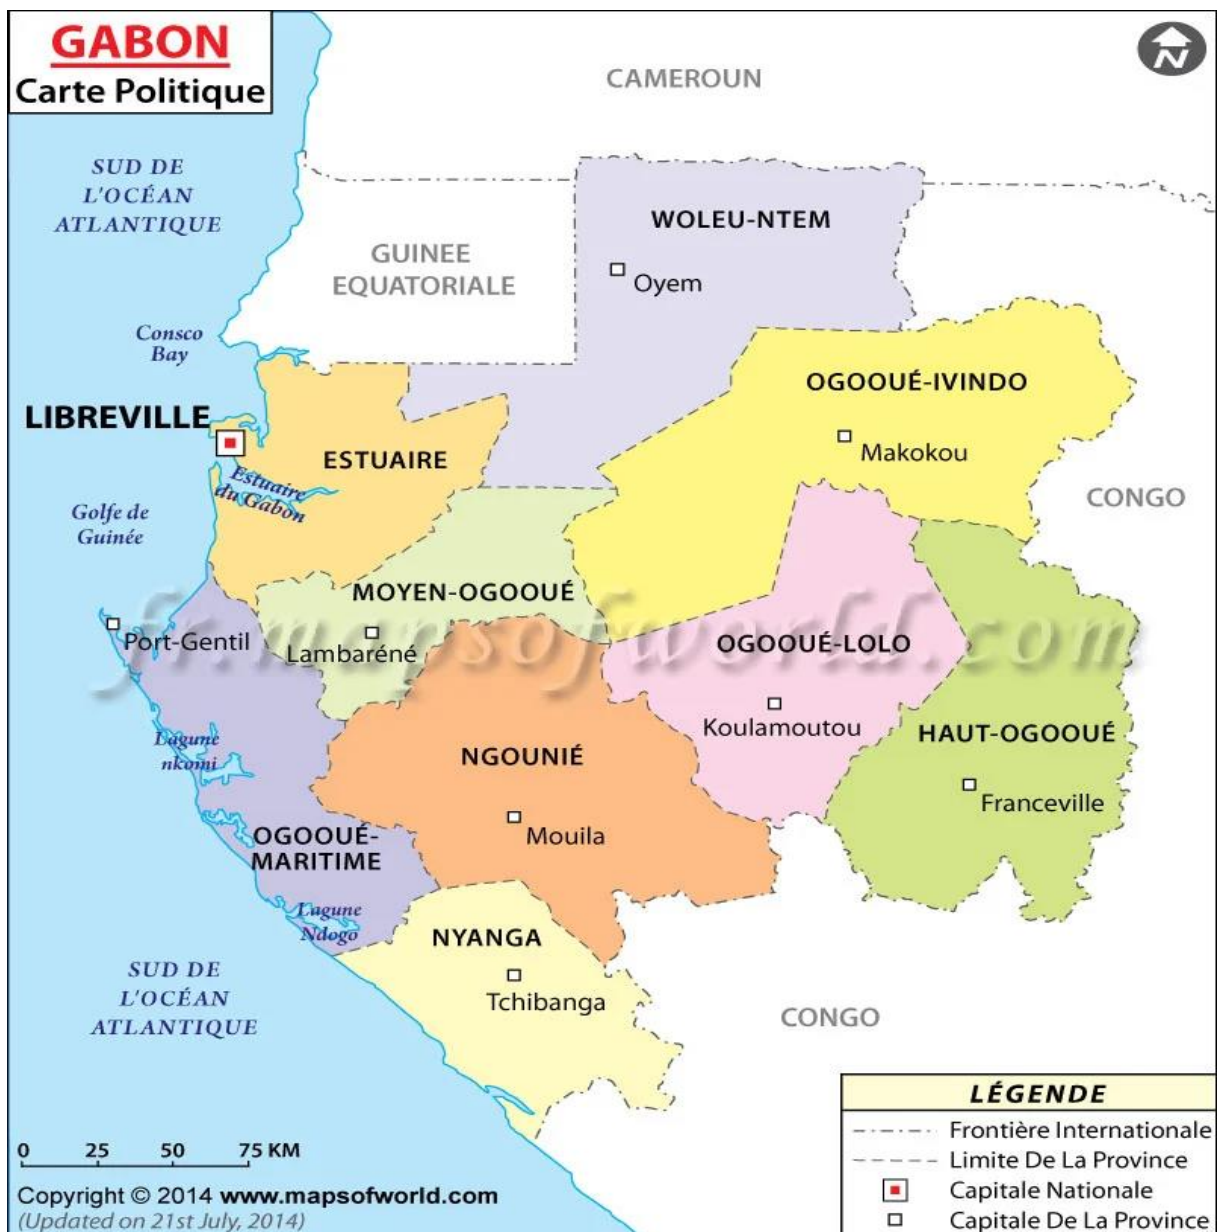 GABON
Carte Politique
N
CAMEROUN
SUD DE
L'OCÉAN
ATLANTIQUE
WOLEU-NTEM
GUINEE
EQUATORIALE
Oyem
Consco
Bay
OGOOUÉ-IVINDO
LIBREVILLE
Makokou
ESTUAIRE
Estuaire
du Gabon
CONGO
Golfe de
Guinée
MOYEN-OGOOUÉ
fr.mapsofworld.com
Port-Gentil
Lambaréné
OGOOUÉ-LOLO
Koulamoutou
HAUT-OGOOUÉ
Lagune
nkomi
NGOUNIÉ
Franceville
Mouila
OGOOUÉ-
MARITIME
Lagune
Ndogo
NYANGA
SUD DE
L'OCÉAN
ATLANTIQUE
Tchibanga
CONGO
LÉGENDE
Frontière Internationale
Limite De La Province
Capitale Nationale
Capitale De La Province
0 25 50 75 KM
Copyright © 2014 www.mapsofworld.com
(Updated on 21st July, 2014)